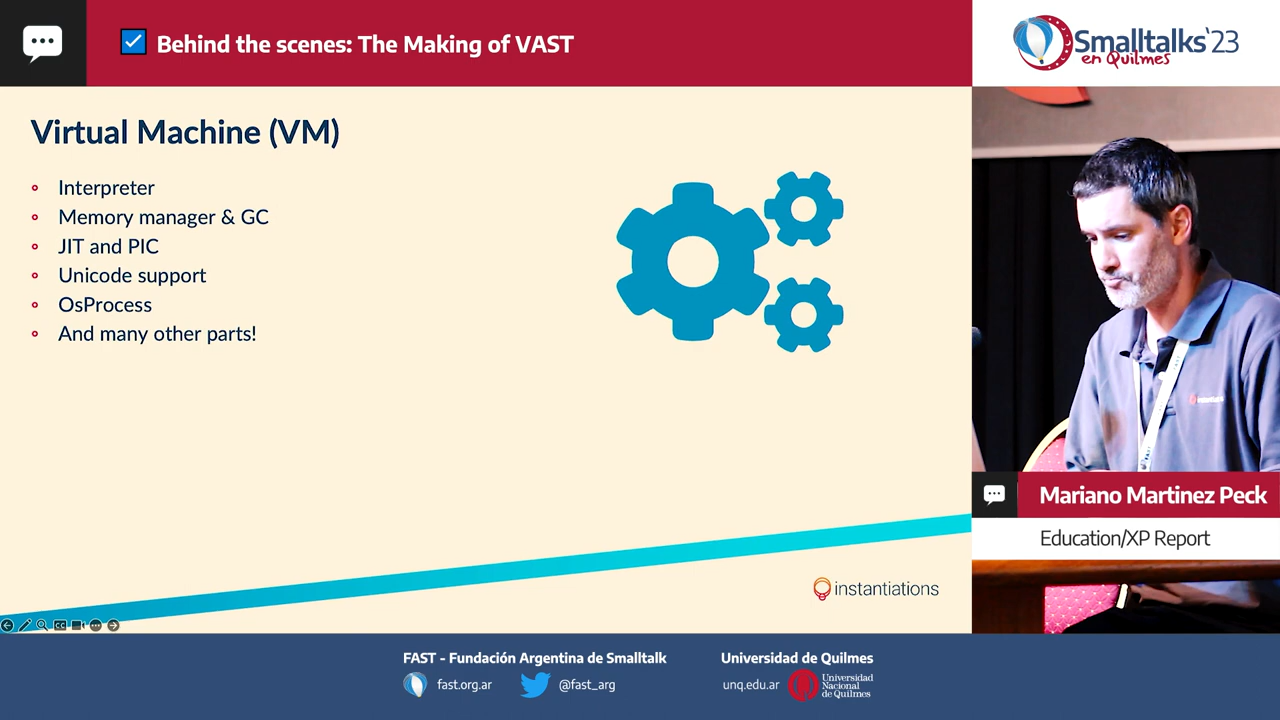 Behind the scenes: The Making of VAST
Smalltalks'23
en Quilmes
Virtual Machine (VM)
Interpreter
Memory manager & GC
JIT and PIC
Unicode support
OsProcess
And many other parts!
instantiations
Mariano Martinez Peck
Education/XP Report
FAST - Fundación Argentina de Smalltalk
fast.org.ar
@fast_arg
Universidad de Quilmes
unq.edu.ar
Universidad
Nacional
de Quilmes